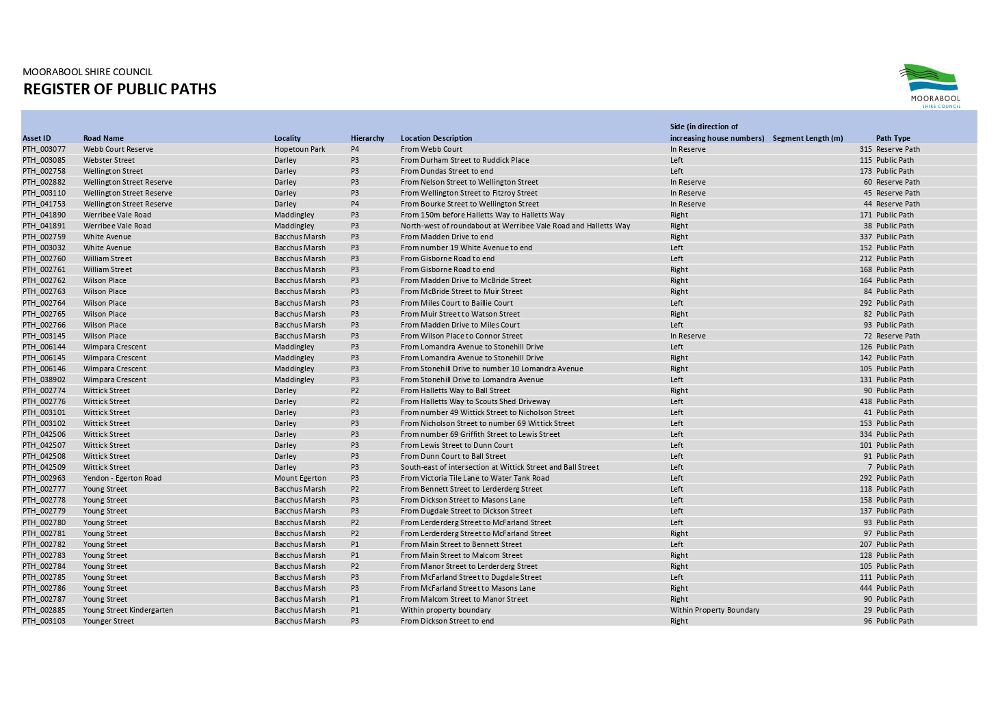 MOORABOOL SHIRE COUNCIL
REGISTER OF PUBLIC PATHS
MOORABOOL
SHIRE COUNCIL
Side (in direction of
Asset ID Road Name Locality Hierarchy Location Description increasing house numbers) Segment Length (m) Path Type
PTH_003077 Webb Court Reserve Hopetoun Park P4 From Webb Court In Reserve 315 Reserve Path
PTH_003085 Webster Street Darley P3 From Durham Street to Ruddick Place Left 115 Public Path
PTH_002758 Wellington Street Darley P3 From Dundas Street to end Left 173 Public Path
PTH_002882 Wellington Street Reserve Darley P3 From Nelson Street to Wellington Street In Reserve 60 Reserve Path
PTH_003110 Wellington Street Reserve Darley P3 From Wellington Street to Fitzroy Street In Reserve 45 Reserve Path
PTH_041753 Wellington Street Reserve Darley P4 From Bourke Street to Wellington Street In Reserve 44 Reserve Path
PTH_041890 Werribee Vale Road Maddingley P3 From 150m before Halletts Way to Halletts Way Right 171 Public Path
PTH_041891 Werribee Vale Road Maddingley P3 North-west of roundabout at Werribee Vale Road and Halletts Way Right 38 Public Path
PTH_002759 White Avenue Bacchus Marsh P3 From Madden Drive to end Right 337 Public Path
PTH_003032 White Avenue Bacchus Marsh P3 From number 19 White Avenue to end Left 152 Public Path
PTH_002760 William Street Bacchus Marsh P3 From Gisborne Road to end Left 212 Public Path
PTH_002761 William Street Bacchus Marsh P3 From Gisborne Road to end Right 168 Public Path
PTH_002762 Wilson Place Bacchus Marsh P3 From Madden Drive to McBride Street Right 164 Public Path
PTH_002763 Wilson Place Bacchus Marsh P3 From McBride Street to Muir Street Right 84 Public Path
PTH_002764 Wilson Place Bacchus Marsh P3 From Miles Court to Baillie Court Left 292 Public Path
PTH_002765 Wilson Place Bacchus Marsh P3 From Muir Street to Watson Street Right 82 Public Path
PTH_002766 Wilson Place Bacchus Marsh P3 From Madden Drive to Miles Court Left 93 Public Path
PTH_003145 Wilson Place Bacchus Marsh P3 From Wilson Place to Connor Street In Reserve 72 Reserve Path
PTH_006144 Wimpara Crescent Maddingley P3 From Lomandra Avenue to Stonehill Drive Left 126 Public Path
PTH_006145 Wimpara Crescent Maddingley P3 From Lomandra Avenue to Stonehill Drive Right 142 Public Path
PTH_006146 Wimpara Crescent Maddingley P3 From Stonehill Drive to number 10 Lomandra Avenue Right 105 Public Path
PTH_038902 Wimpara Crescent Maddingley P3 From Stonehill Drive to Lomandra Avenue Left 131 Public Path
PTH_002774 Wittick Street Darley P2 From Halletts Way to Ball Street Right 90 Public Path
PTH_002776 Wittick Street Darley P2 From Halletts Way to Scouts Shed Driveway Left 418 Public Path
PTH_003101 Wittick Street Darley P3 From number 49 Wittick Street to Nicholson Street Left 41 Public Path
PTH_003102 Wittick Street Darley P3 From Nicholson Street to number 69 Wittick Street Left 153 Public Path
PTH_042506 Wittick Street Darley P3 From number 69 Griffith Street to Lewis Street Left 334 Public Path
PTH_042507 Wittick Street Darley P3 From Lewis Street to Dunn Court Left 101 Public Path
PTH_042508 Wittick Street Darley P3 From Dunn Court to Ball Street Left 91 Public Path
PTH_042509 Wittick Street Darley P3 South-east of intersection at Wittick Street and Ball Street Left 7 Public Path
PTH_002963 Yendon - Egerton Road Mount Egerton P3 From Victoria Tile Lane to Water Tank Road Left 292 Public Path
PTH_002777 Young Street Bacchus Marsh P2 From Bennett Street to Lerderderg Street Left 118 Public Path
PTH_002778 Young Street Bacchus Marsh P3 From Dickson Street to Masons Lane Left 158 Public Path
PTH_002779 Young Street Bacchus Marsh P3 From Dugdale Street to Dickson Street Left 137 Public Path
PTH_002780 Young Street Bacchus Marsh P2 From Lerderderg Street to McFarland Street Left 93 Public Path
PTH_002781 Young Street Bacchus Marsh P2 From Lerderderg Street to McFarland Street Right 97 Public Path
PTH_002782 Young Street Bacchus Marsh P1 From Main Street to Bennett Street Left 207 Public Path
PTH_002783 Young Street Bacchus Marsh P1 From Main Street to Malcom Street Right 128 Public Path
PTH_002784 Young Street Bacchus Marsh P2 From Manor Street to Lerderderg Street Right 105 Public Path
PTH_002785 Young Street Bacchus Marsh P3 From McFarland Street to Dugdale Street Left 111 Public Path
PTH_002786 Young Street Bacchus Marsh P3 From McFarland Street to Masons Lane Right 444 Public Path
PTH_002787 Young Street Bacchus Marsh P1 From Malcom Street to Manor Street Right 90 Public Path
PTH_002885 Young Street Kindergarten Bacchus Marsh P1 Within property boundary Within Property Boundary 29 Public Path
PTH_003103 Younger Street Bacchus Marsh P3 From Dickson Street to end Right 96 Public Path